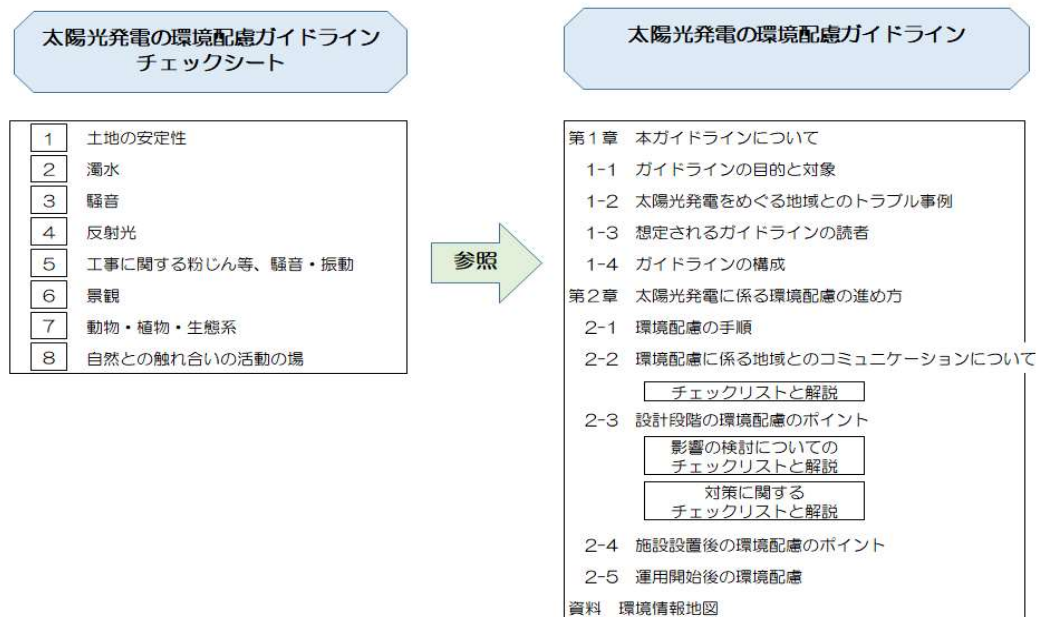 太陽光発電の環境配慮ガイドライン
チェックシート
1 土地の安定性
2 濁水
3 騒音
4 反射光
5 工事に関する粉じん等、騒音・振動
6 景観
7 動物・植物・生態系
8 自然との触れ合いの活動の場
参照
太陽光発電の環境配慮ガイドライン
第1章 本ガイドラインについて
1-1 ガイドラインの目的と対象
1-2 太陽光発電をめぐる地域とのトラブル事例
1-3 想定されるガイドラインの読者
1-4 ガイドラインの構成
第2章 太陽光発電に係る環境配慮の進め方
2-1 環境配慮の手順
2-2 環境配慮に係る地域とのコミュニケーションについて
チェックリストと解説
2-3 設計段階の環境配慮のポイント
影響の検討についての
チェックリストと解説
対策に関する
チェックリストと解説
2-4 施設設置後の環境配慮のポイント
2-5 運用開始後の環境配慮
資料 環境情報地図